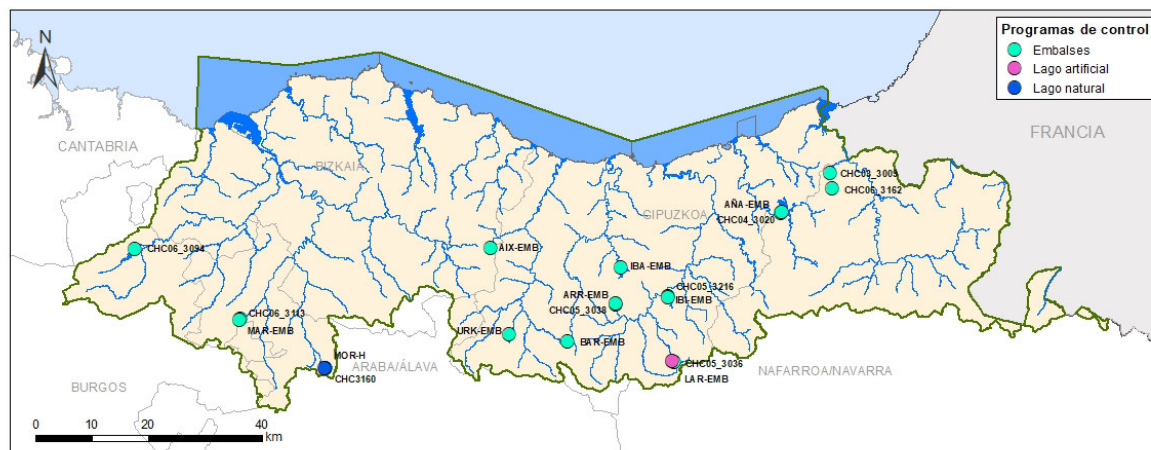 N
Programas de control
Embalses
Lago artificial
Lago natural
FRANCIA
CANTABRIA
BIZKAIA
CHC03_3009
CHC06_3162
AÑA-EMB
GIPUZKOA
CHC04_3020
CHC06_3094
AIX-EMB
IBA-EMB
CHC05_3216
ARR-EMB
IBI-EMB
CHC05_3038
CHC06_3113
MAR-EMB
URK-EMB
BAR-EMB
MOR-H
ARABA/ÁLAVA
CHC05_3036
NAFARROA/NAVARRA
CHC3160
LAR-EMB
BURGOS
0 10 20 40
km